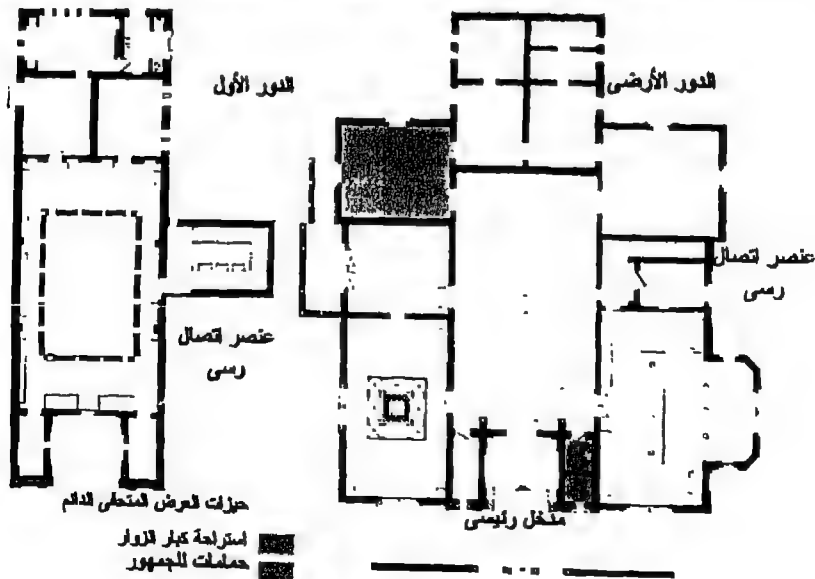 الدور الأول
الدور الأرضى
عنصر اتصال
رسى
عنصر اتصال
رسى
حيزات العرض المتحفى الدائم
مدخل رئيسى
استراحة كبار الزوار
حمامات للجمهور